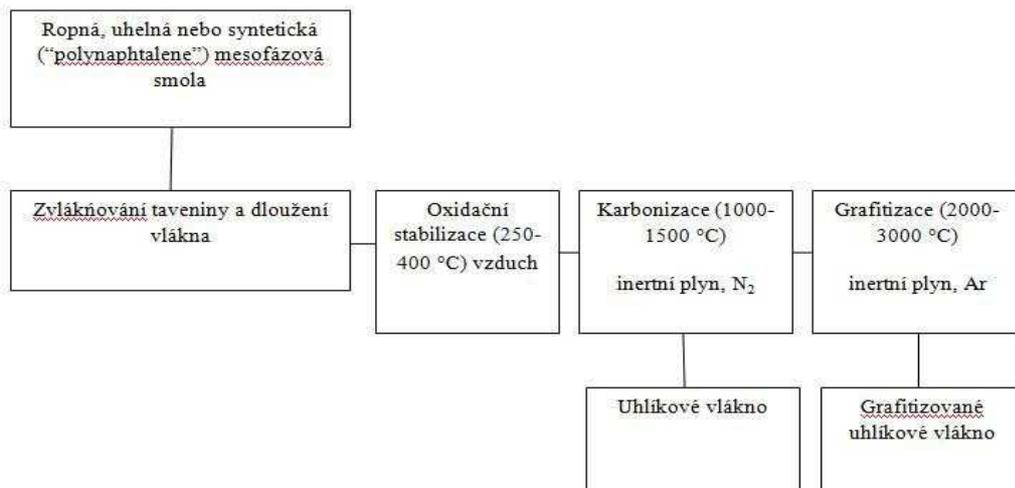 Ropná, uhelná nebo syntetická
(“polynaphtalene”) mesofázová
smola
Zvlákňování taveniny a dloužení
vlákna
Oxidační
stabilizace (250-
400 °C) vzduch
Karbonizace (1000-
1500 °C)
inertní plyn, N₂
Grafitizace (2000-
3000 °C)
inertní plyn, Ar
Uhlíkové vlákno
Grafitizované
uhlíkové vlákno